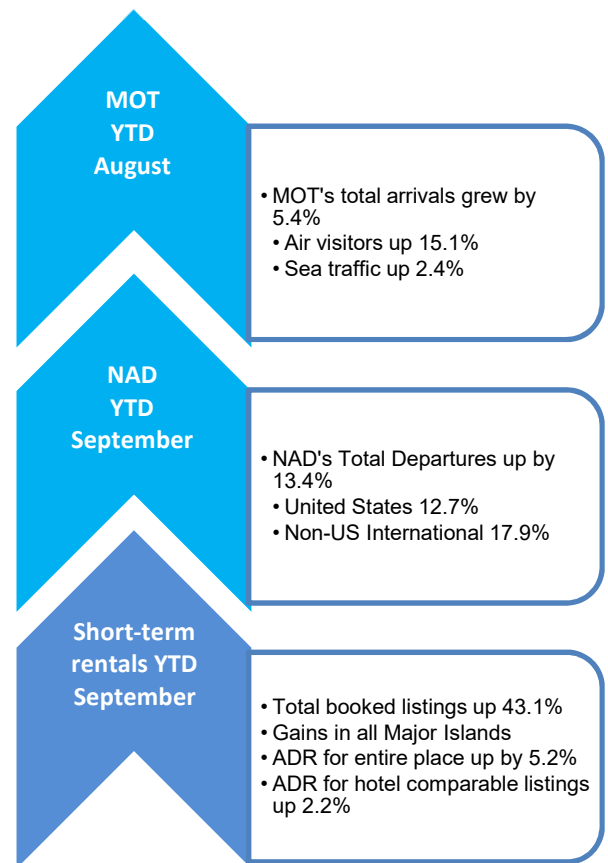 MOT
YTD
August
• MOT's total arrivals grew by
5.4%
• Air visitors up 15.1%
• Sea traffic up 2.4%
NAD
YTD
September
• NAD's Total Departures up by
13.4%
• United States 12.7%
• Non-US International 17.9%
Short-term
rentals YTD
September
• Total booked listings up 43.1%
• Gains in all Major Islands
• ADR for entire place up by 5.2%
• ADR for hotel comparable listings
up 2.2%